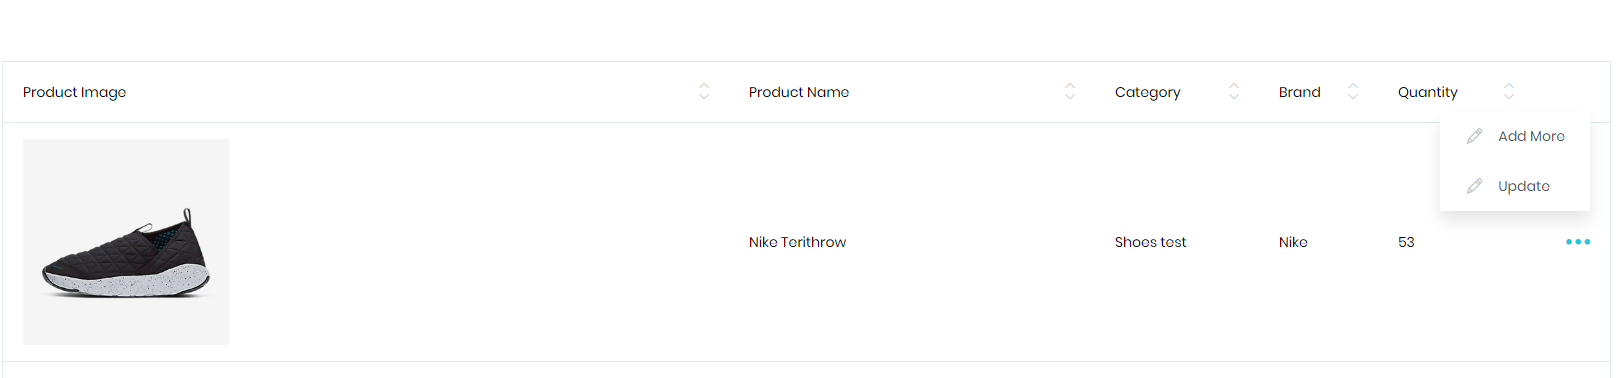 Product Image
Product Name
Category
Brand
Quantity
Add More
Update
Nike Terithrow
Shoes test
Nike
53